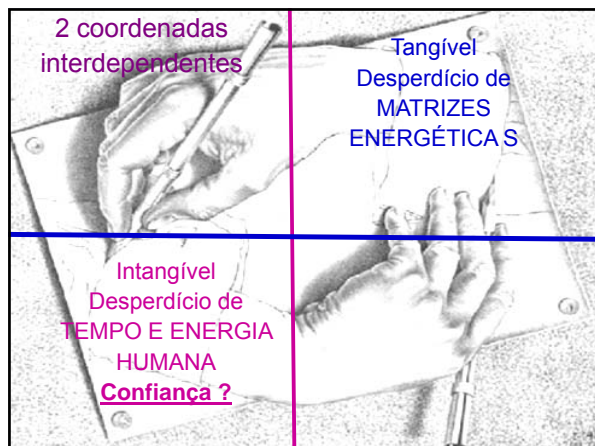 2 coordenadas
interdependentes
Tangível
Desperdício de
MATRIZES
ENERGÉTICA S
Intangível
Desperdício de
TEMPO E ENERGIA
HUMANA
Confiança ?